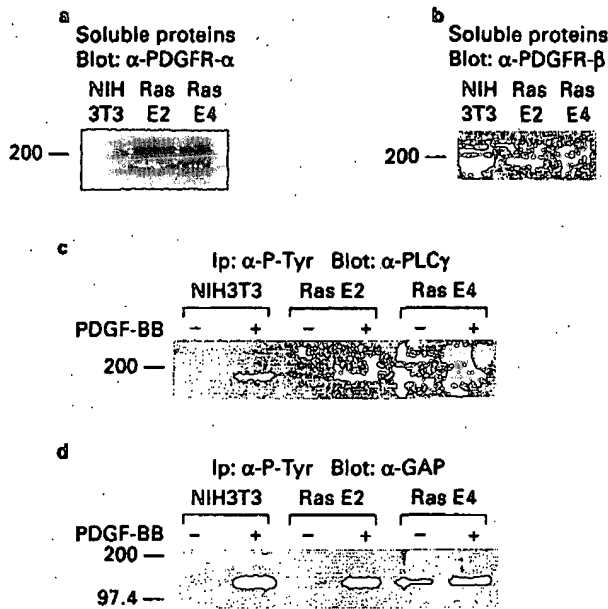 a
Soluble proteins
Blot: α-PDGFR-α
NIH Ras Ras
3T3 E2 E4
200
b
Soluble proteins
Blot: α-PDGFR-β
NIH Ras Ras
3T3 E2 E4
200
c
Ip: α-P-Tyr Blot: α-PLCγ
NIH3T3 Ras E2 Ras E4
PDGF-BB − + − + − +
200
d
Ip: α-P-Tyr Blot: α-GAP
NIH3T3 Ras E2 Ras E4
PDGF-BB − + − + − +
200
97.4